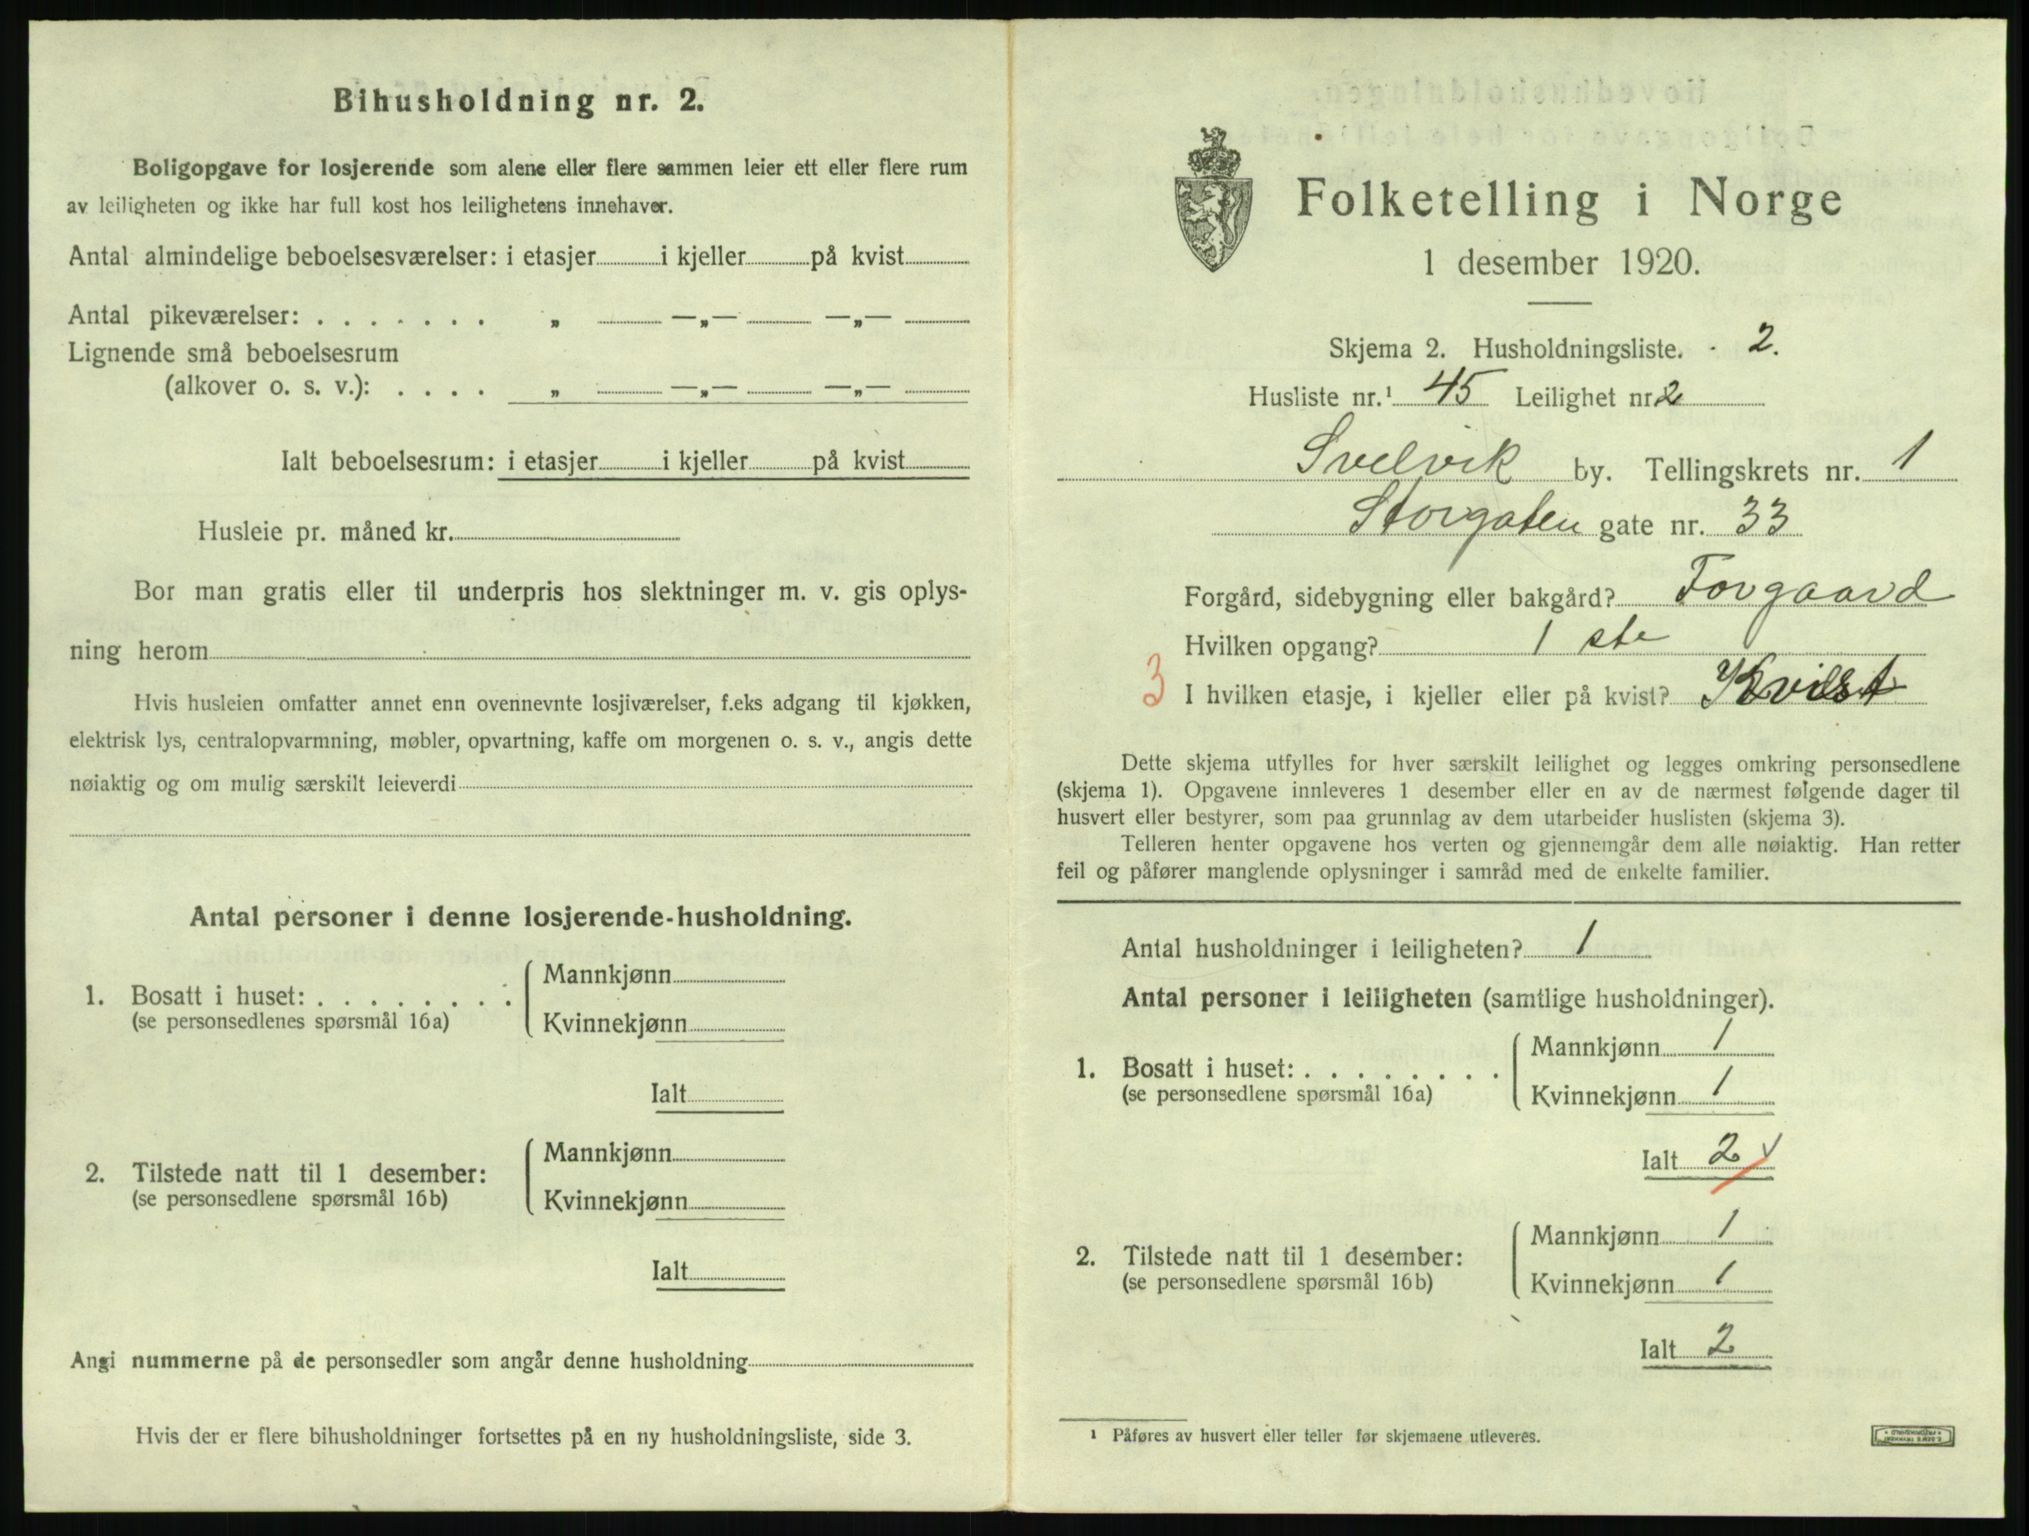 Bihusholdning nr. 2.
Boligopgave for losjerende som alene eller flere sammen leier ett eller flere rum
av leiligheten og ikke har full kost hos leilighetens innehaver.
Antal almindelige beboelsesværelser: i etasjer i kjeller på kvist
Antal pikeværelser: . . . . . . . „ —„— —„—
Lignende små beboelsesrum
(alkover o. s. v.): . . . . „ —„— —„—
Ialt beboelsesrum: i etasjer i kjeller på kvist
Husleie pr. måned kr.
Bor man gratis eller til underpris hos slektninger m. v. gis oplys-
ning herom
Hvis husleien omfatter annet enn ovennevnte losjiværelser, f.eks adgang til kjøkken,
elektrisk lys, centralopvarmning, møbler, opvartning, kaffe om morgenen o. s. v., angis dette
nøiaktig og om mulig særskilt leieverdi
Antal personer i denne losjerende-husholdning.
1. Bosatt i huset: . . . . . . . .
(se personsedlenes spørsmål 16a)
Mannkjønn
Kvinnekjønn
Ialt
2. Tilstede natt til 1 desember:
(se personsedlene spørsmål 16b)
Mannkjønn
Kvinnekjønn
Ialt
Angi nummerne på de personsedler som angår denne husholdning
Hvis der er flere bihusholdninger fortsettes på en ny husholdningsliste, side 3.
Folketelling i Norge
1 desember 1920.
Skjema 2. Husholdningsliste. - 2.
Husliste nr.¹ 45 Leilighet nr. 2
Svelvik by. Tellingskrets nr. 1
Storgaten gate nr. 33
Forgård, sidebygning eller bakgård? Forgaard
Hvilken opgang? 1 ste
3 I hvilken etasje, i kjeller eller på kvist? Kvist
Dette skjema utfylles for hver særskilt leilighet og legges omkring personsedlene
(skjema 1). Opgavene innleveres 1 desember eller en av de nærmest følgende dager til
husvert eller bestyrer, som paa grunnlag av dem utarbeider huslisten (skjema 3).
Telleren henter opgavene hos verten og gjennemgår dem alle nøiaktig. Han retter
feil og påfører manglende oplysninger i samråd med de enkelte familier.
Antal husholdninger i leiligheten? 1
Antal personer i leiligheten (samtlige husholdninger).
1. Bosatt i huset: . . . . . . . .
(se personsedlene spørsmål 16a)
Mannkjønn 1
Kvinnekjønn 1
Ialt 2
2. Tilstede natt til 1 desember:
(se personsedlene spørsmål 16b)
Mannkjønn 1
Kvinnekjønn 1
Ialt 2
¹ Påføres av husvert eller teller før skjemaene utleveres.